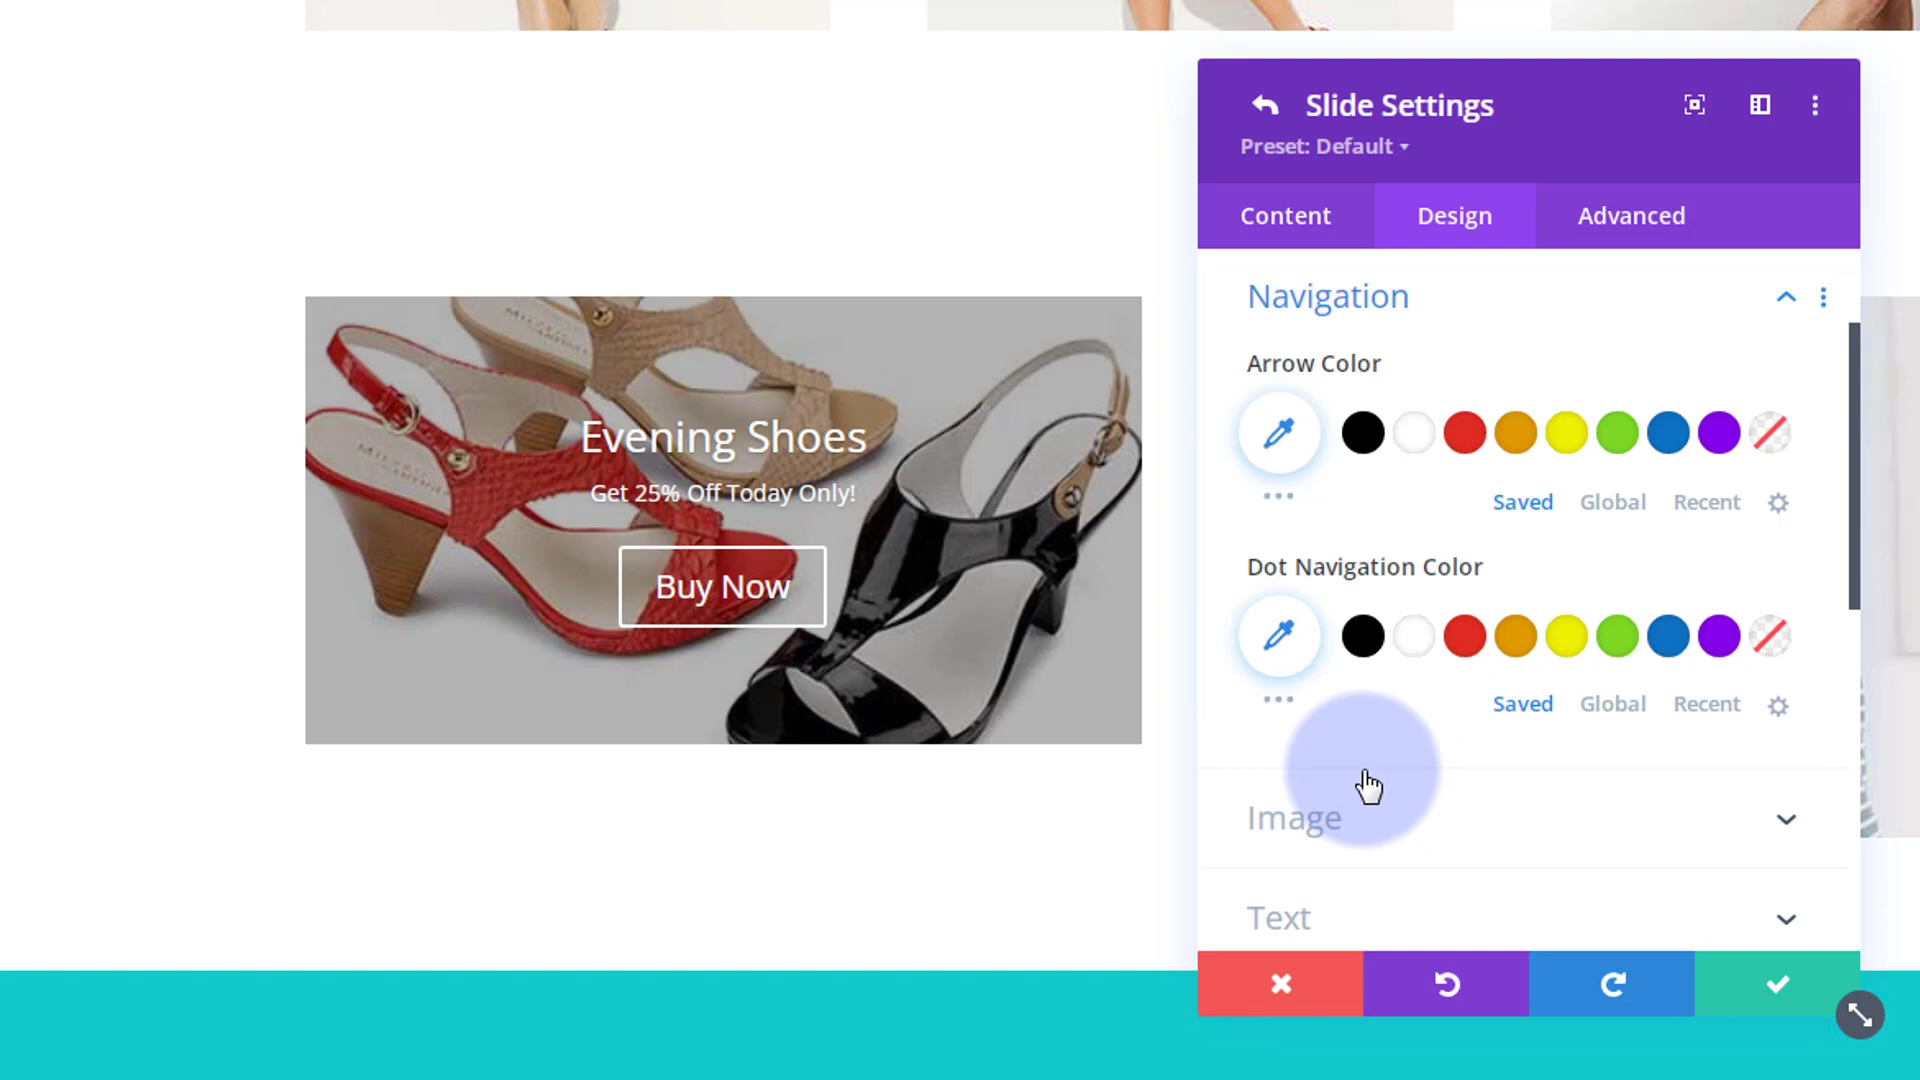 Slide Settings
Preset: Default
Content Design Advanced
Navigation
Arrow Color
Saved Global Recent
Dot Navigation Color
Saved Global Recent
Image
Text
Evening Shoes
Get 25% Off Today Only!
Buy Now